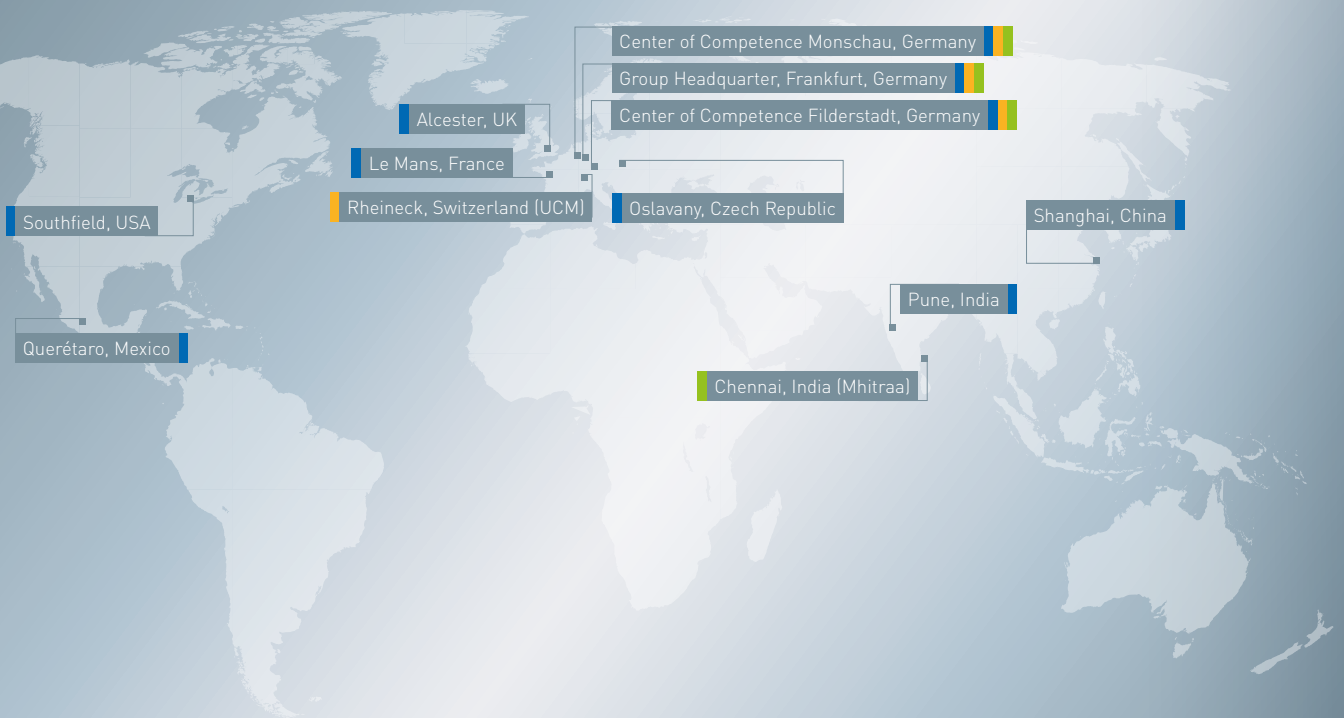 Center of Competence Monschau, Germany
Group Headquarter, Frankfurt, Germany
Center of Competence Filderstadt, Germany
Alcester, UK
Le Mans, France
Rheineck, Switzerland (UCM)
Oslavany, Czech Republic
Southfield, USA
Shanghai, China
Pune, India
Querétaro, Mexico
Chennai, India (Mhitraa)